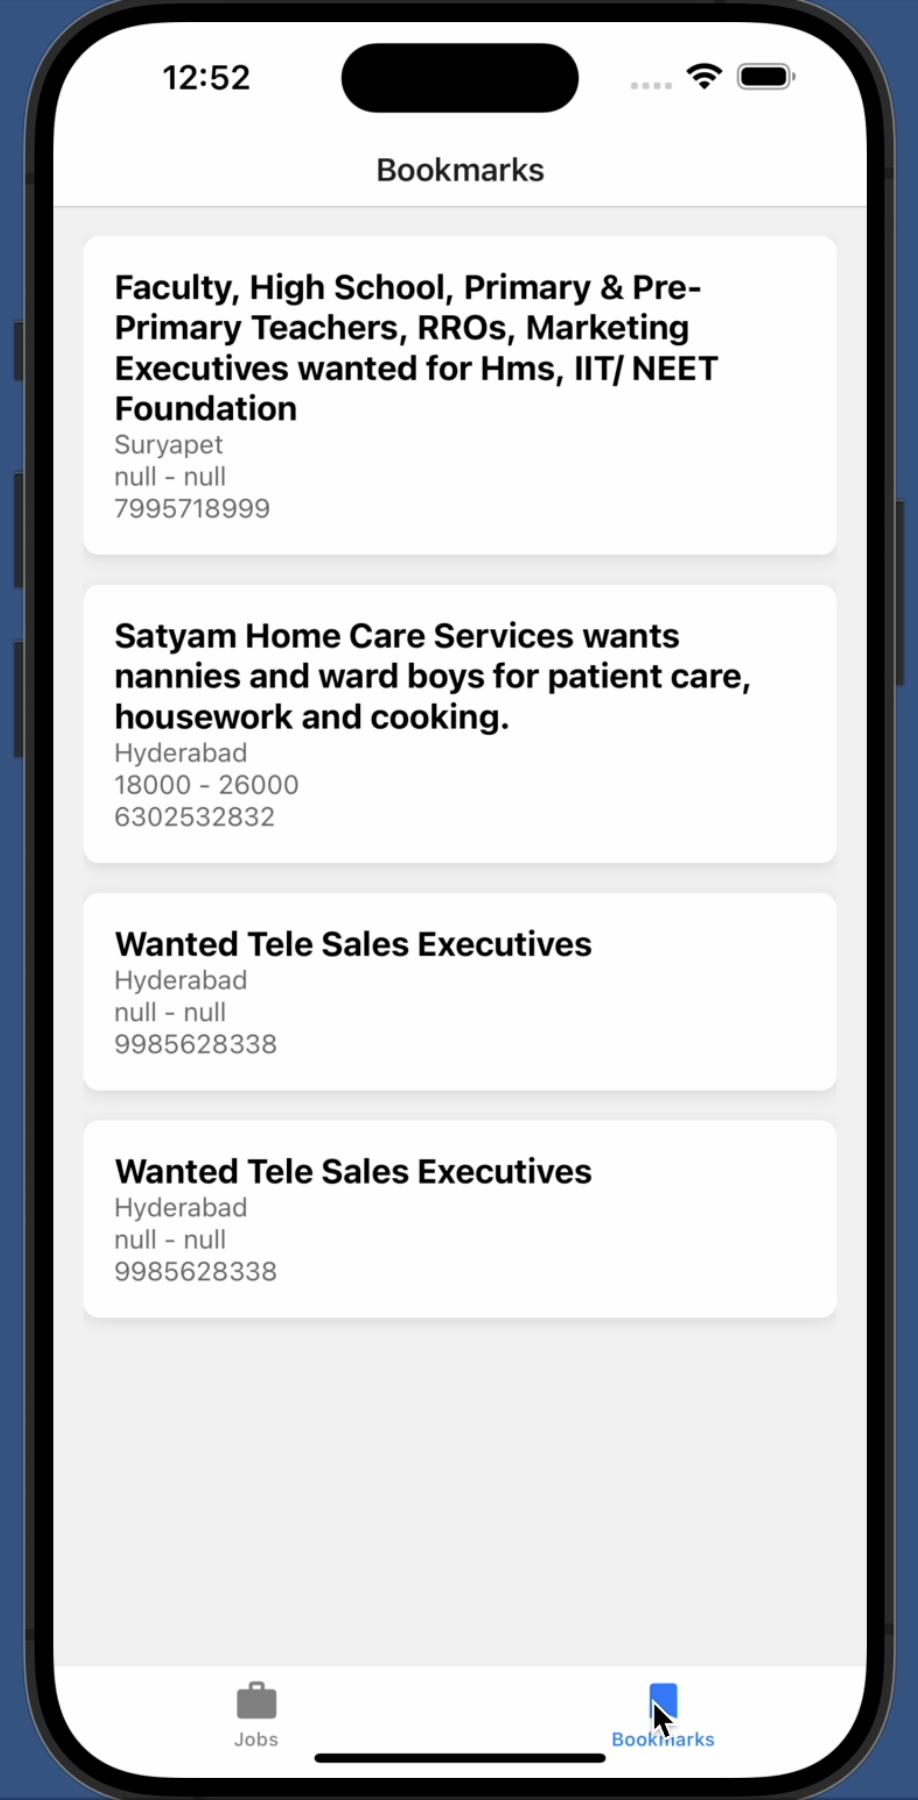 12:52
Bookmarks
Faculty, High School, Primary & Pre-
Primary Teachers, RROs, Marketing
Executives wanted for Hms, IIT/ NEET
Foundation
Suryapet
null - null
7995718999
Satyam Home Care Services wants
nannies and ward boys for patient care,
housework and cooking.
Hyderabad
18000 - 26000
6302532832
Wanted Tele Sales Executives
Hyderabad
null - null
9985628338
Wanted Tele Sales Executives
Hyderabad
null - null
9985628338
Jobs
Bookmarks